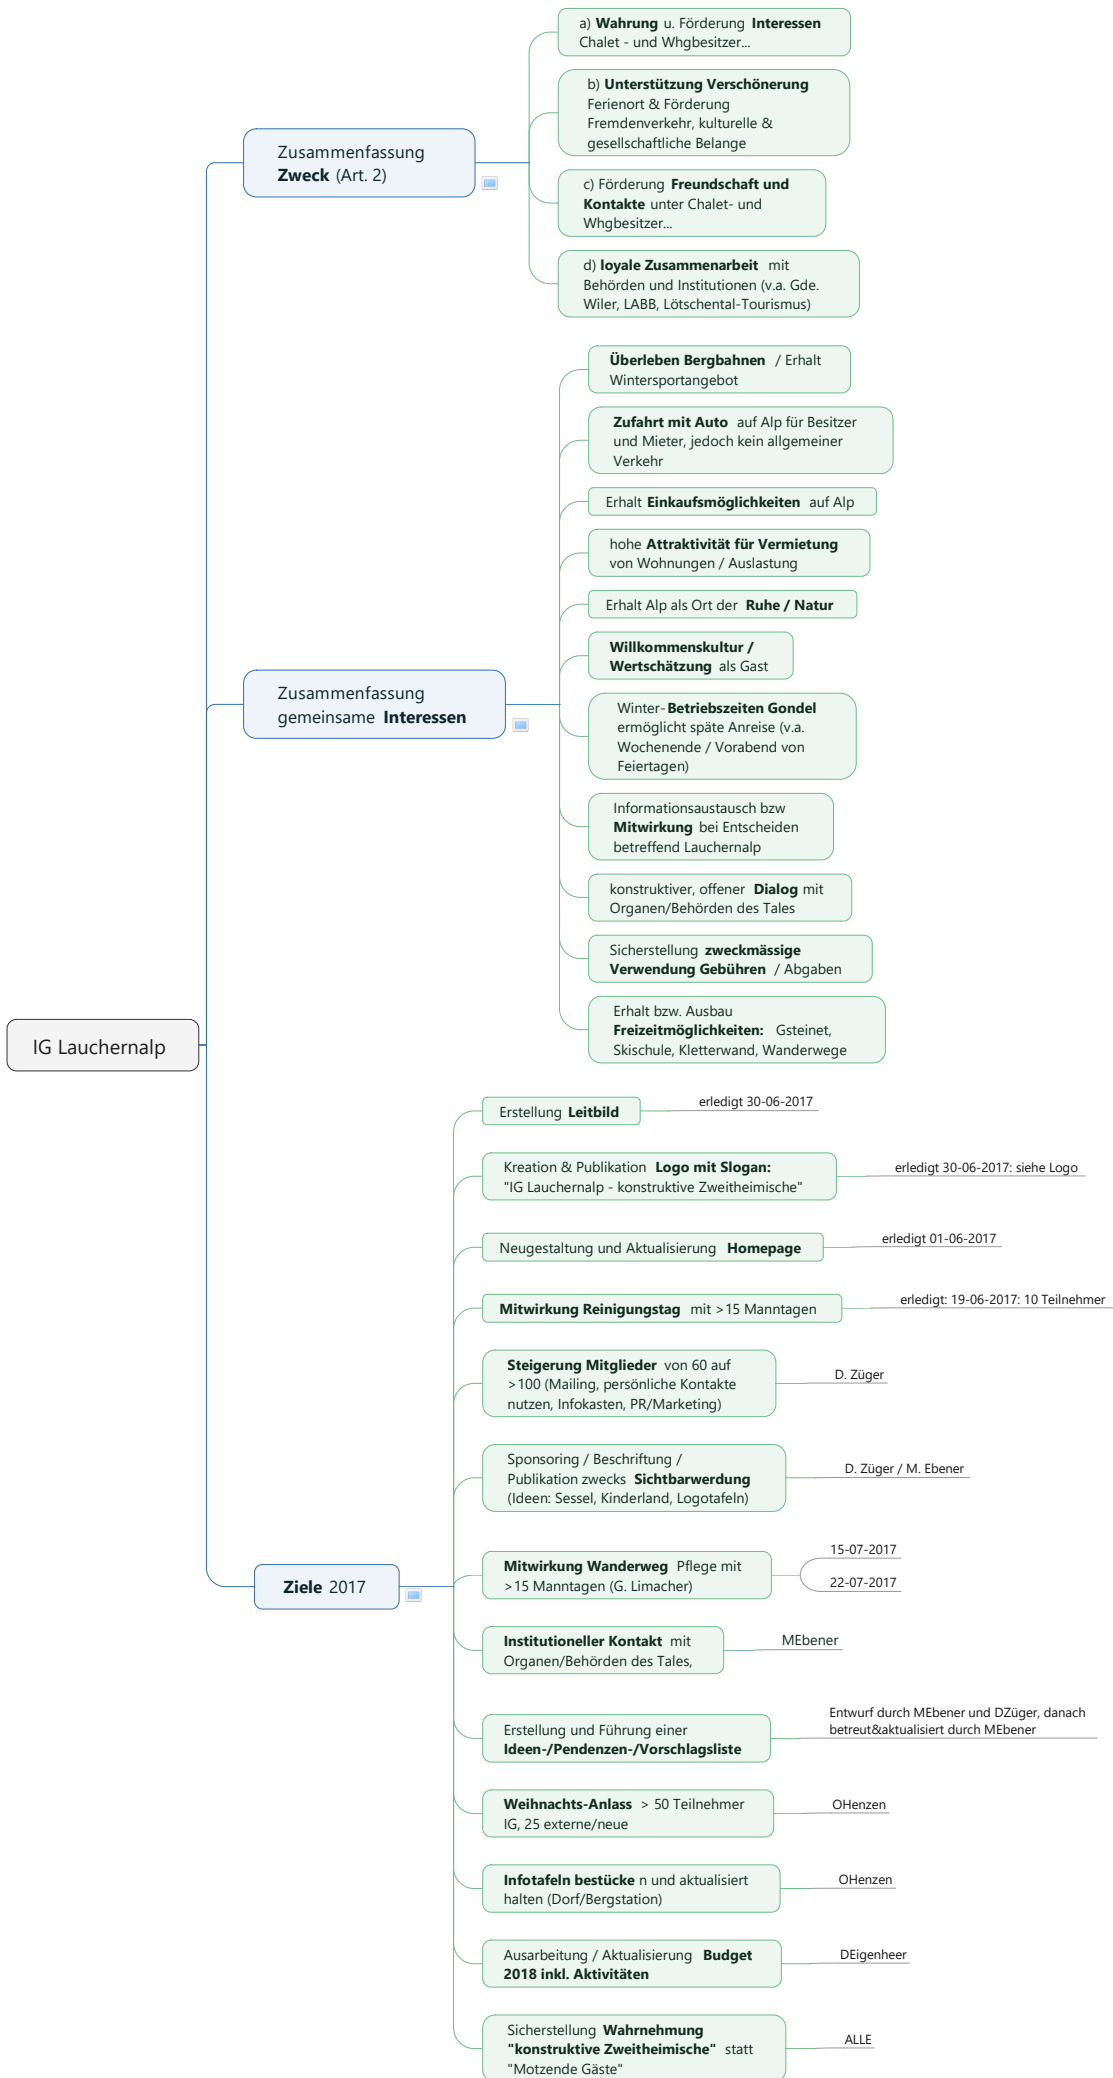 a) Wahrung u. Förderung Interessen
Chalet - und Whgbesitzer...
b) Unterstützung Verschönerung
Ferienort & Förderung
Fremdenverkehr, kulturelle &
gesellschaftliche Belange
Zusammenfassung
Zweck (Art. 2)
c) Förderung Freundschaft und
Kontakte unter Chalet- und
Whgbesitzer...
d) loyale Zusammenarbeit mit
Behörden und Institutionen (v.a. Gde.
Wiler, LABB, Lötschental-Tourismus)
Überleben Bergbahnen / Erhalt
Wintersportangebot
Zufahrt mit Auto auf Alp für Besitzer
und Mieter, jedoch kein allgemeiner
Verkehr
Erhalt Einkaufsmöglichkeiten auf Alp
hohe Attraktivität für Vermietung
von Wohnungen / Auslastung
Erhalt Alp als Ort der Ruhe / Natur
Willkommenskultur /
Wertschätzung als Gast
Zusammenfassung
gemeinsame Interessen
Winter-Betriebszeiten Gondel
ermöglicht späte Anreise (v.a.
Wochenende / Vorabend von
Feiertagen)
Informationsaustausch bzw
Mitwirkung bei Entscheiden
betreffend Lauchernalp
konstruktiver, offener Dialog mit
Organen/Behörden des Tales
Sicherstellung zweckmässige
Verwendung Gebühren / Abgaben
Erhalt bzw. Ausbau
Freizeitmöglichkeiten: Gsteinet,
Skischule, Kletterwand, Wanderwege
IG Lauchernalp
Erstellung Leitbild
erledigt 30-06-2017
Kreation & Publikation Logo mit Slogan:
"IG Lauchernalp - konstruktive Zweitheimische"
erledigt 30-06-2017: siehe Logo
Neugestaltung und Aktualisierung Homepage
erledigt 01-06-2017
Mitwirkung Reinigungstag mit >15 Manntagen
erledigt: 19-06-2017: 10 Teilnehmer
Steigerung Mitglieder von 60 auf
>100 (Mailing, persönliche Kontakte
nutzen, Infokasten, PR/Marketing)
D. Züger
Sponsoring / Beschriftung /
Publikation zwecks Sichtbarwerdung
(Ideen: Sessel, Kinderland, Logotafeln)
D. Züger / M. Ebener
Ziele 2017
Mitwirkung Wanderweg Pflege mit
>15 Manntagen (G. Limacher)
15-07-2017
22-07-2017
Institutioneller Kontakt mit
Organen/Behörden des Tales,
MEbener
Erstellung und Führung einer
Ideen-/Pendenzen-/Vorschlagsliste
Entwurf durch MEbener und DZüger, danach
betreut&aktualisiert durch MEbener
Weihnachts-Anlass > 50 Teilnehmer
IG, 25 externe/neue
OHenzen
Infotafeln bestücke n und aktualisiert
halten (Dorf/Bergstation)
OHenzen
Ausarbeitung / Aktualisierung Budget
2018 inkl. Aktivitäten
DEigenheer
Sicherstellung Wahrnehmung
"konstruktive Zweitheimische" statt
"Motzende Gäste"
ALLE